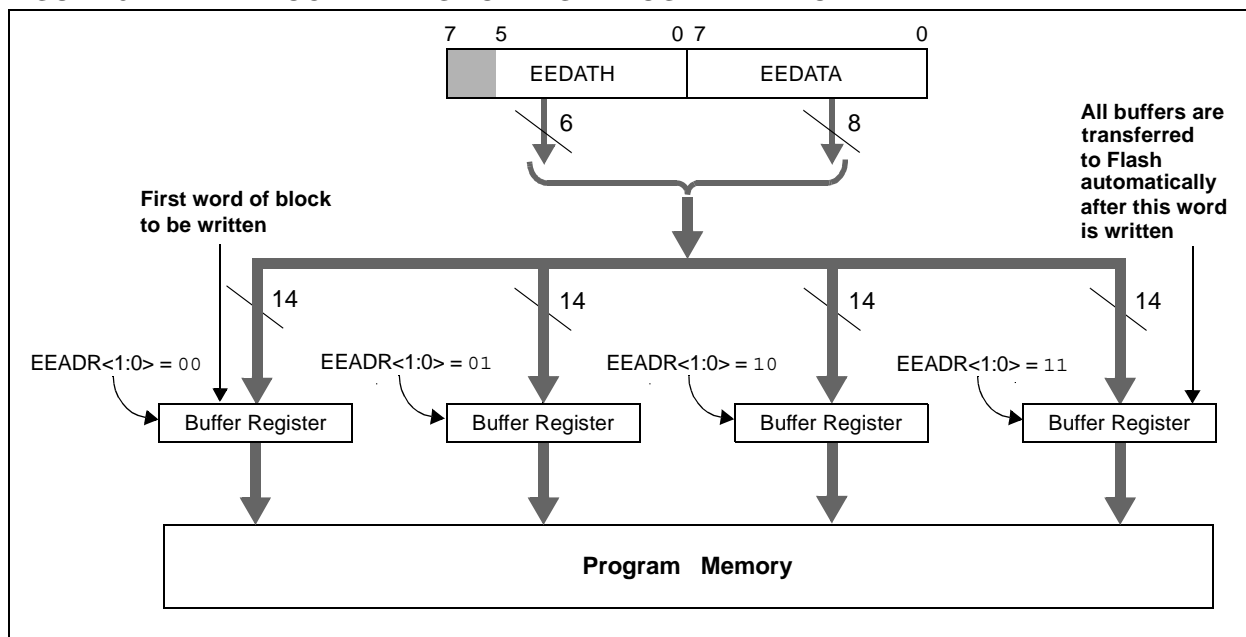 7 5 0 7 0
EEDATH EEDATA
6 8
All buffers are
transferred
to Flash
automatically
after this word
is written
First word of block
to be written
14 14 14 14
EEADR<1:0> = 00 EEADR<1:0> = 01 EEADR<1:0> = 10 EEADR<1:0> = 11
Buffer Register Buffer Register Buffer Register Buffer Register
Program Memory